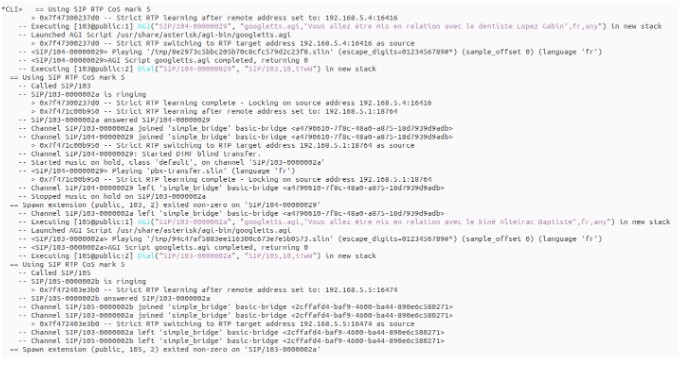 *CLI>   == Using SIP RTP CoS mark 5
> 0x7f47300237d0 -- Strict RTP learning after remote address set to: 192.168.5.4:16416
-- Executing [103@public:1] AGI("SIP/104-00000029", "googletts.agi,"Vous allez être mis en relation avec le dentiste Lopez Gabin",fr,any") in new stack
-- Launched AGI Script /usr/share/asterisk/agi-bin/googletts.agi
> 0x7f47300237d0 -- Strict RTP switching to RTP target address 192.168.5.4:16416 as source
-- <SIP/104-00000029> Playing '/tmp/8e2973c5bbc205b70c0cfc579d2c23f8.slin' (escape_digits=0123456789#*) (sample_offset 0) (language 'fr')
-- <SIP/104-00000029>AGI Script googletts.agi completed, returning 0
-- Executing [103@public:2] Dial("SIP/104-00000029", "SIP/103,10,tTwW") in new stack
== Using SIP RTP CoS mark 5
-- Called SIP/103
-- SIP/103-0000002a is ringing
> 0x7f47300237d0 -- Strict RTP learning complete - Locking on source address 192.168.5.4:16416
> 0x7f471c00b950 -- Strict RTP learning after remote address set to: 192.168.5.1:18764
-- SIP/103-0000002a answered SIP/104-00000029
-- Channel SIP/103-0000002a joined 'simple_bridge' basic-bridge <a4790610-7f8c-48a0-a875-18d7939d9adb>
-- Channel SIP/104-00000029 joined 'simple_bridge' basic-bridge <a4790610-7f8c-48a0-a875-18d7939d9adb>
> 0x7f471c00b950 -- Strict RTP switching to RTP target address 192.168.5.1:18764 as source
-- Channel SIP/104-00000029: Started DTMF blind transfer.
-- Started music on hold, class 'default', on channel 'SIP/103-0000002a'
-- <SIP/104-00000029> Playing 'pbx-transfer.slin' (language 'fr')
> 0x7f471c00b950 -- Strict RTP learning complete - Locking on source address 192.168.5.1:18764
-- Channel SIP/104-00000029 left 'simple_bridge' basic-bridge <a4790610-7f8c-48a0-a875-18d7939d9adb>
-- Stopped music on hold on SIP/103-0000002a
== Spawn extension (public, 103, 2) exited non-zero on 'SIP/104-00000029'
-- Channel SIP/103-0000002a left 'simple_bridge' basic-bridge <a4790610-7f8c-48a0-a875-18d7939d9adb>
-- Executing [105@public:1] AGI("SIP/103-0000002a", "googletts.agi,"Vous allez être mis en relation avec le kiné Alteirac Baptiste",fr,any") in new stack
-- Launched AGI Script /usr/share/asterisk/agi-bin/googletts.agi
-- <SIP/103-0000002a> Playing '/tmp/94c47af5883ee116300c673e7e5b0573.slin' (escape_digits=0123456789#*) (sample_offset 0) (language 'fr')
-- <SIP/103-0000002a>AGI Script googletts.agi completed, returning 0
-- Executing [105@public:2] Dial("SIP/103-0000002a", "SIP/105,10,tTwW") in new stack
== Using SIP RTP CoS mark 5
-- Called SIP/105
-- SIP/105-0000002b is ringing
> 0x7f472403e3b0 -- Strict RTP learning after remote address set to: 192.168.5.5:16474
-- SIP/105-0000002b answered SIP/103-0000002a
-- Channel SIP/105-0000002b joined 'simple_bridge' basic-bridge <2cffafd4-baf9-4600-ba44-890e6c580271>
-- Channel SIP/103-0000002a joined 'simple_bridge' basic-bridge <2cffafd4-baf9-4600-ba44-890e6c580271>
> 0x7f472403e3b0 -- Strict RTP switching to RTP target address 192.168.5.5:16474 as source
-- Channel SIP/103-0000002a left 'simple_bridge' basic-bridge <2cffafd4-baf9-4600-ba44-890e6c580271>
-- Channel SIP/105-0000002b left 'simple_bridge' basic-bridge <2cffafd4-baf9-4600-ba44-890e6c580271>
== Spawn extension (public, 105, 2) exited non-zero on 'SIP/103-0000002a'